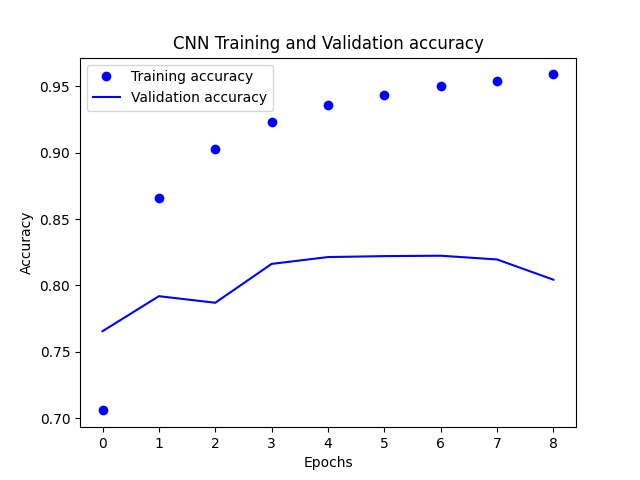 CNN Training and Validation accuracy
Training accuracy
Validation accuracy
0.95
0.90
0.85
0.80
0.75
0.70
Accuracy
0 1 2 3 4 5 6 7 8
Epochs